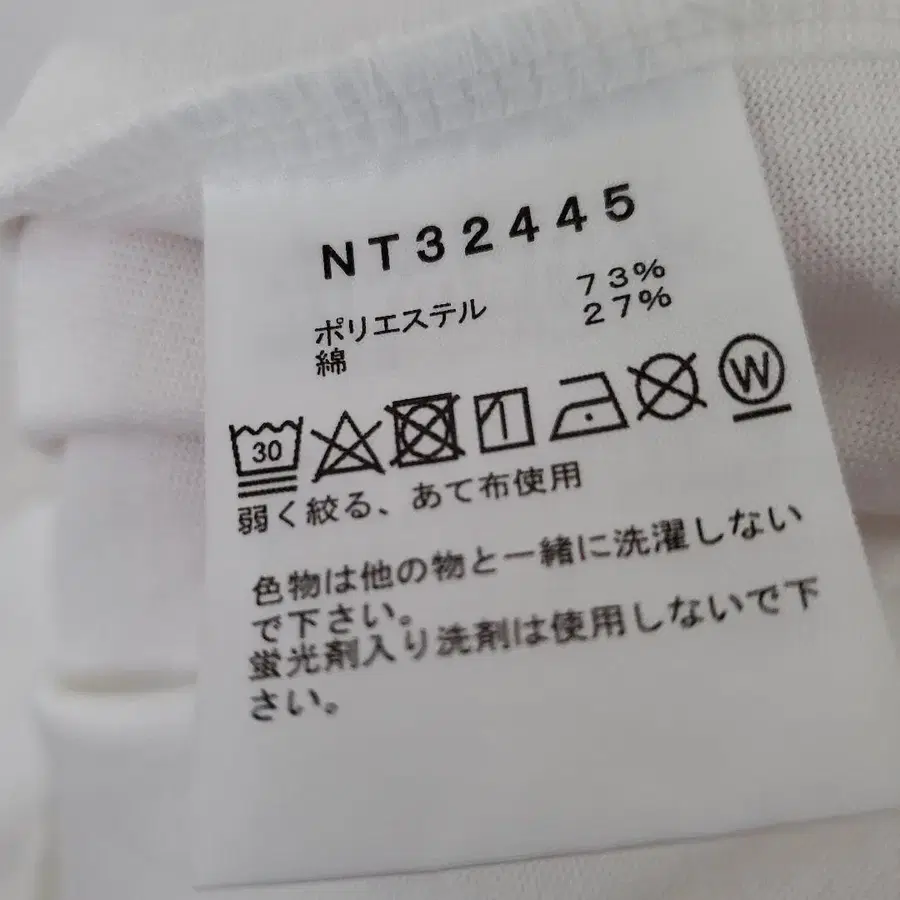 NT32445
ポリエステル 73%
綿 27%
30 W
弱く絞る、あて布使用
色物は他の物と一緒に洗濯しない
で下さい。
蛍光剤入り洗剤は使用しないで下
さい。